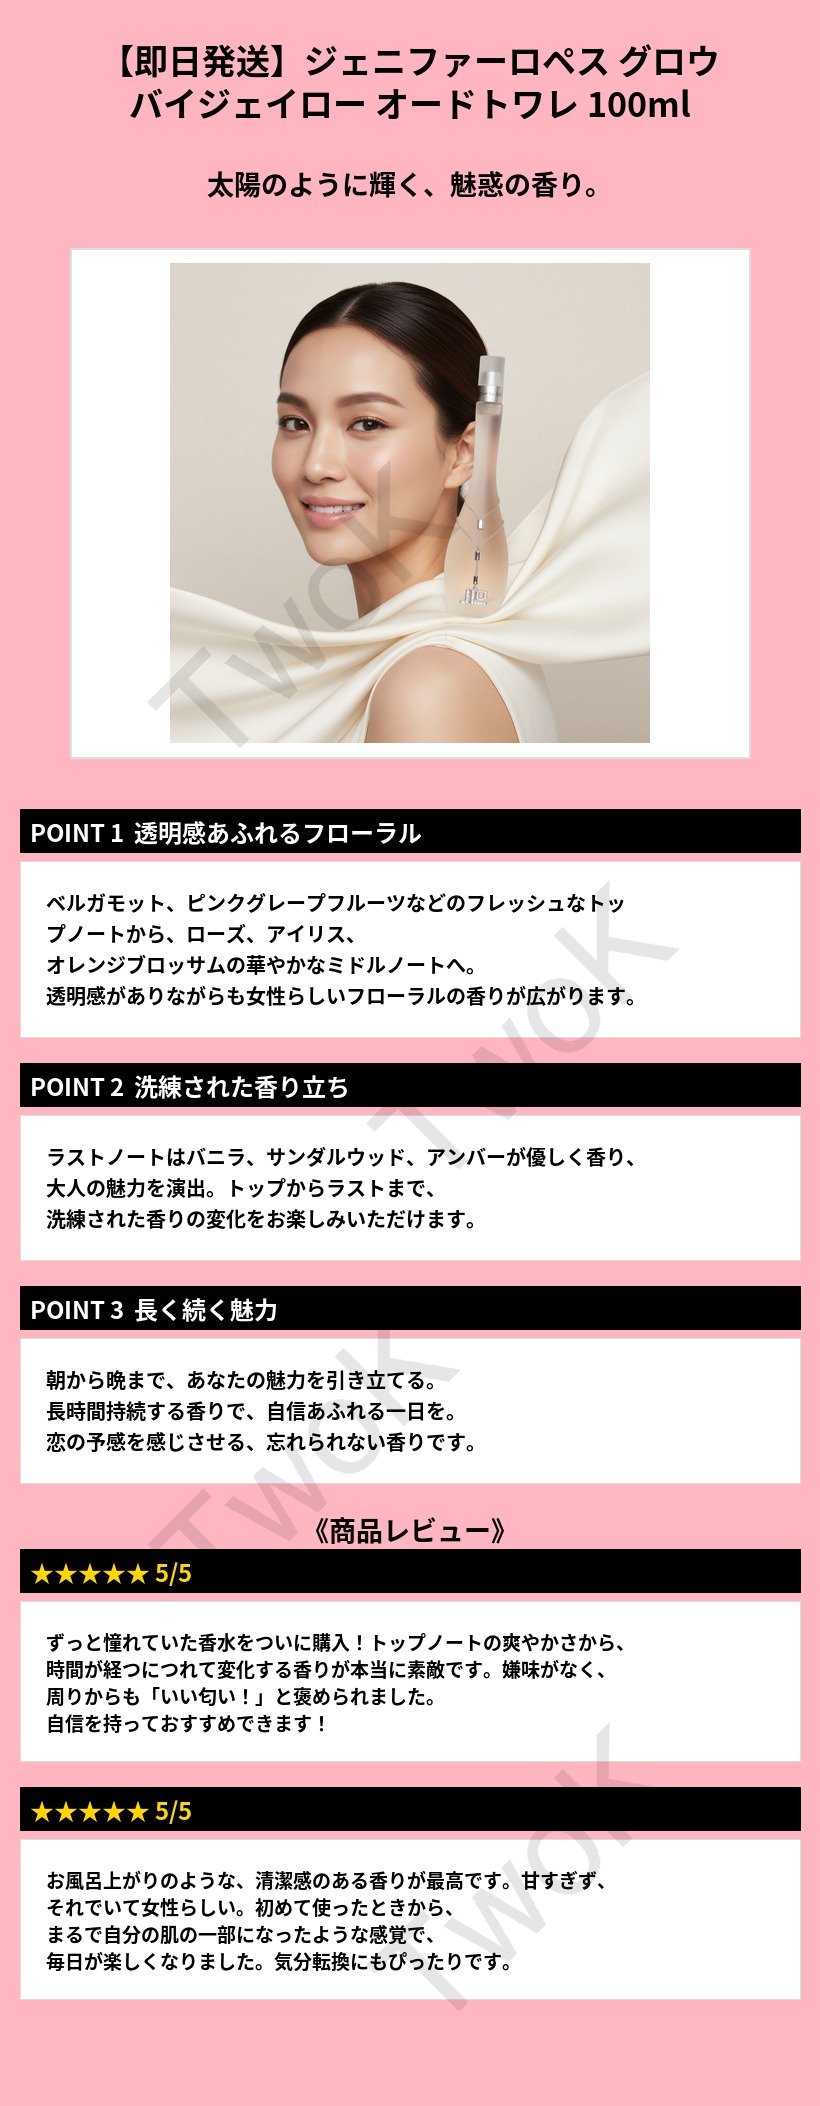 【即日発送】ジェニファーロペス グロウ
バイジェイロー オードトワレ 100ml
太陽のように輝く、魅惑の香り。
TwoK
POINT 1 透明感あふれるフローラル
ベルガモット、ピンクグレープフルーツなどのフレッシュなトッ
プノートから、ローズ、アイリス、
オレンジブロッサムの華やかなミドルノートへ。
透明感がありながらも女性らしいフローラルの香りが広がります。
TwoK
POINT 2 洗練された香り立ち
ラストノートはバニラ、サンダルウッド、アンバーが優しく香り、
大人の魅力を演出。トップからラストまで、
洗練された香りの変化をお楽しみいただけます。
POINT 3 長く続く魅力
朝から晩まで、あなたの魅力を引き立てる。
長時間持続する香りで、自信あふれる一日を。
恋の予感を感じさせる、忘れられない香りです。
TwoK
《商品レビュー》
★★★★★ 5/5
ずっと憧れていた香水をついに購入！トップノートの爽やかさから、
時間が経つにつれて変化する香りが本当に素敵です。嫌味がなく、
周りからも「いい匂い！」と褒められました。
自信を持っておすすめできます！
★★★★★ 5/5
お風呂上がりのような、清潔感のある香りが最高です。甘すぎず、
それでいて女性らしい。初めて使ったときから、
まるで自分の肌の一部になったような感覚で、
毎日が楽しくなりました。気分転換にもぴったりです。
TwoK